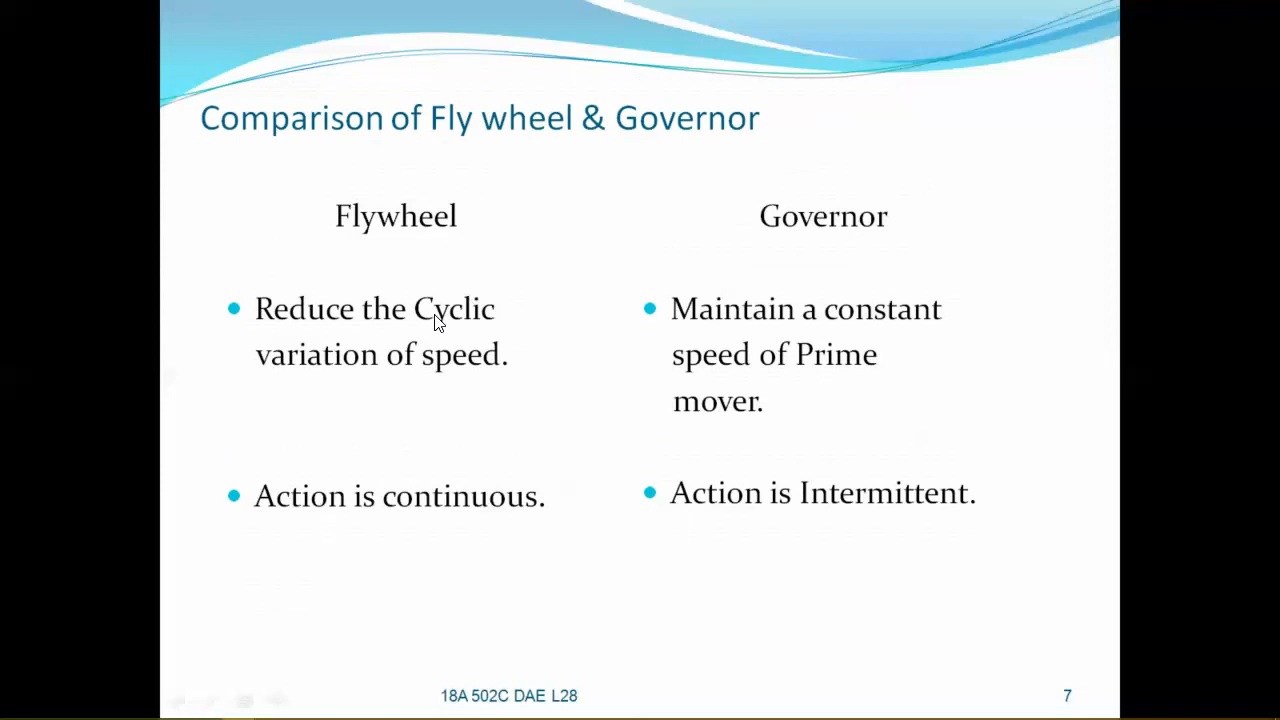 Comparison of Fly wheel & Governor
Flywheel
Reduce the Cyclic
variation of speed.
Action is continuous.
Governor
Maintain a constant
speed of Prime
mover.
Action is Intermittent.
18A 502C DAE L28
7